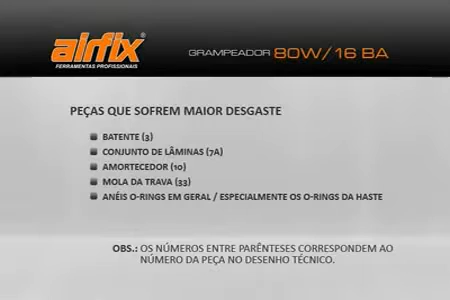 airfix®
FERRAMENTAS PROFISSIONAIS
GRAMPEADOR 80W/16 BA
PEÇAS QUE SOFREM MAIOR DESGASTE
BATENTE (3)
CONJUNTO DE LÂMINAS (7A)
AMORTECEDOR (10)
MOLA DA TRAVA (33)
ANÉIS O-RINGS EM GERAL / ESPECIALMENTE OS O-RINGS DA HASTE
OBS.: OS NÚMEROS ENTRE PARÊNTESES CORRESPONDEM AO
NÚMERO DA PEÇA NO DESENHO TÉCNICO.